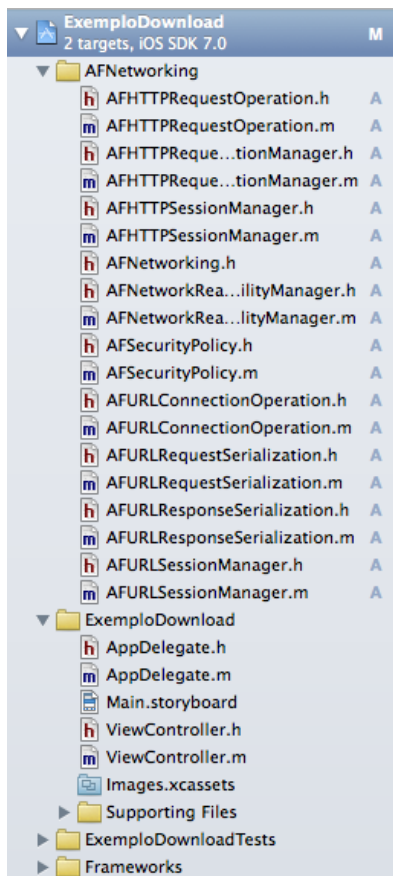 ExemploDownload
2 targets, iOS SDK 7.0 M
AFNetworking
h AFHTTPRequestOperation.h A
m AFHTTPRequestOperation.m A
h AFHTTPReque...tionManager.h A
m AFHTTPReque...tionManager.m A
h AFHTTPSessionManager.h A
m AFHTTPSessionManager.m A
h AFNetworking.h A
h AFNetworkRea...ilityManager.h A
m AFNetworkRea...lityManager.m A
h AFSecurityPolicy.h A
m AFSecurityPolicy.m A
h AFURLConnectionOperation.h A
m AFURLConnectionOperation.m A
h AFURLRequestSerialization.h A
m AFURLRequestSerialization.m A
h AFURLResponseSerialization.h A
m AFURLResponseSerialization.m A
h AFURLSessionManager.h A
m AFURLSessionManager.m A
ExemploDownload
h AppDelegate.h
m AppDelegate.m
Main.storyboard
h ViewController.h
m ViewController.m
Images.xcassets
Supporting Files
ExemploDownloadTests
Frameworks